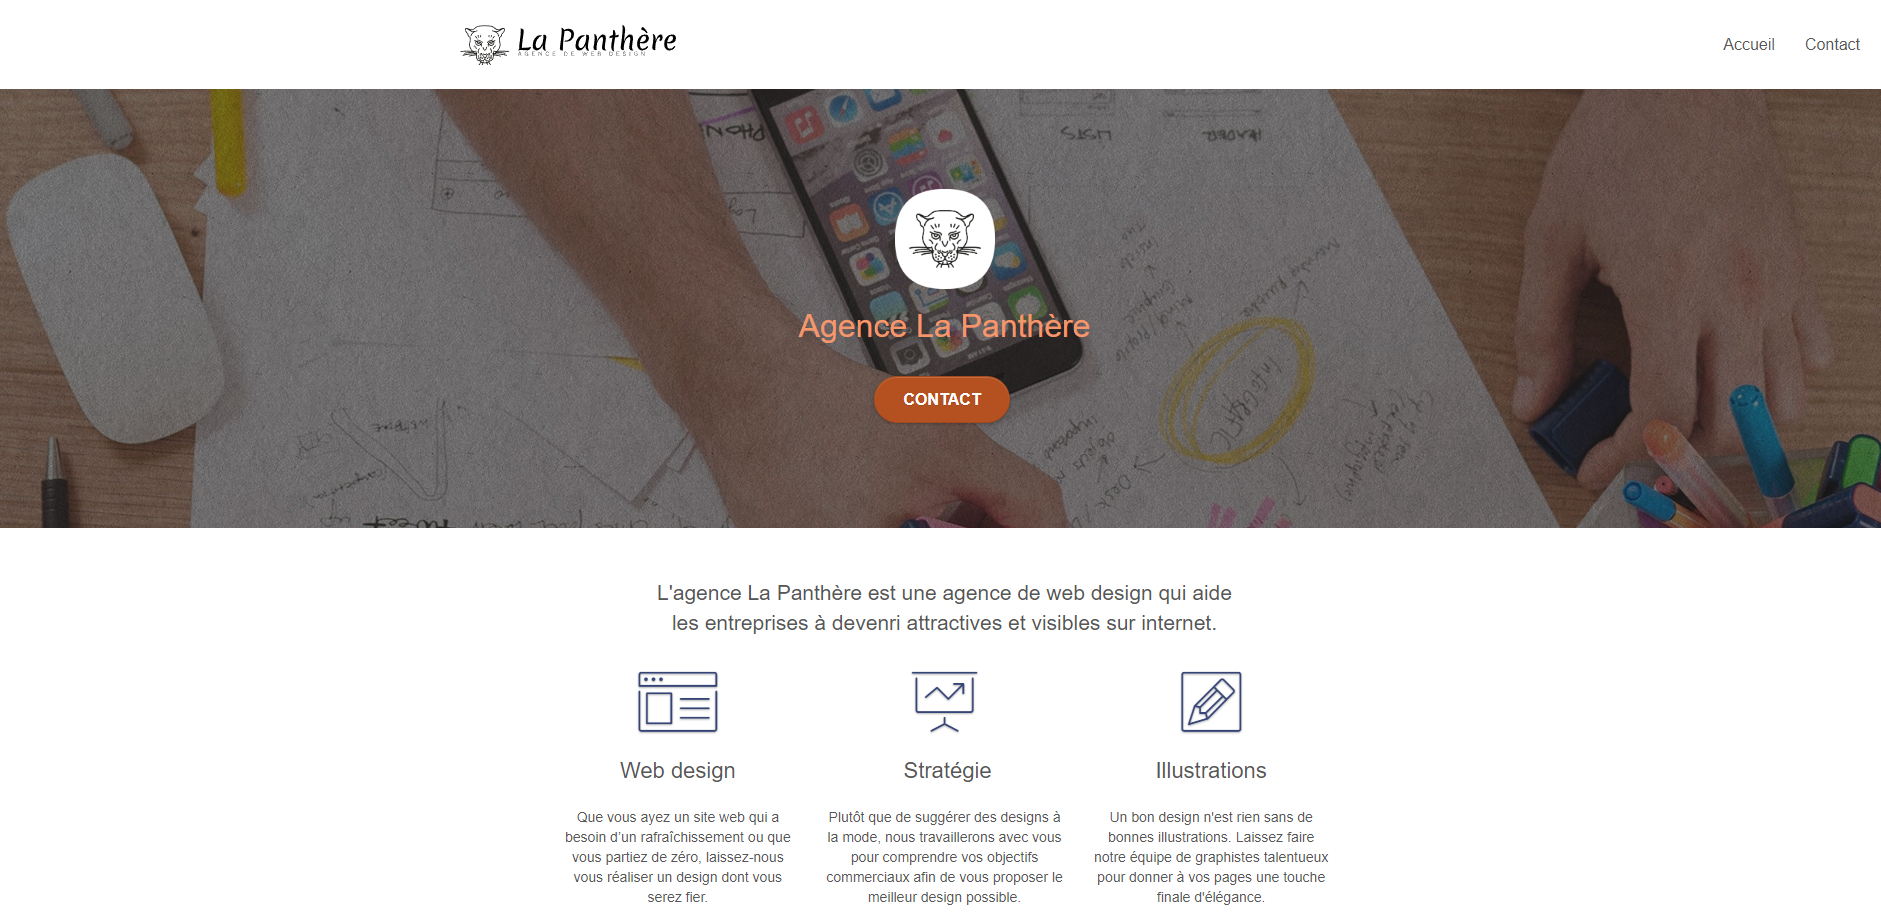 La Panthère
AGENCE DE WEB DESIGN
Accueil
Contact
PHON
LISTS
HEADER
Agence La Panthère
CONTACT
INFOGRAPHIC
L'agence La Panthère est une agence de web design qui aide
les entreprises à devenri attractives et visibles sur internet.
Web design
Stratégie
Illustrations
Que vous ayez un site web qui a
besoin d’un rafraîchissement ou que
vous partiez de zéro, laissez-nous
vous réaliser un design dont vous
serez fier.
Plutôt que de suggérer des designs à
la mode, nous travaillerons avec vous
pour comprendre vos objectifs
commerciaux afin de vous proposer le
meilleur design possible.
Un bon design n'est rien sans de
bonnes illustrations. Laissez faire
notre équipe de graphistes talentueux
pour donner à vos pages une touche
finale d'élégance.